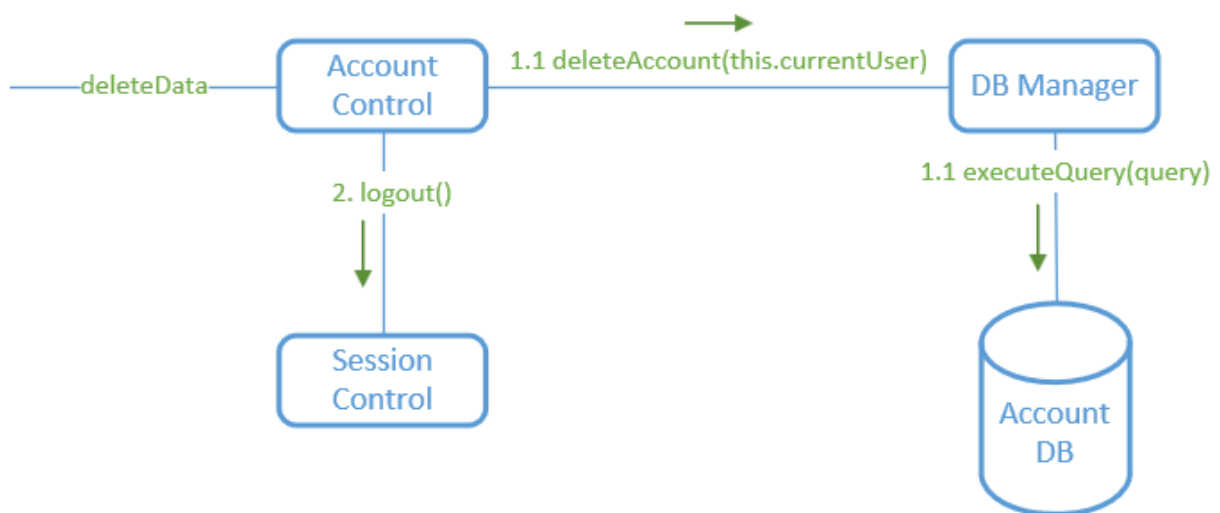 deleteData
Account
Control
1.1 deleteAccount(this.currentUser)
DB Manager
2. logout()
1.1 executeQuery(query)
Session
Control
Account
DB